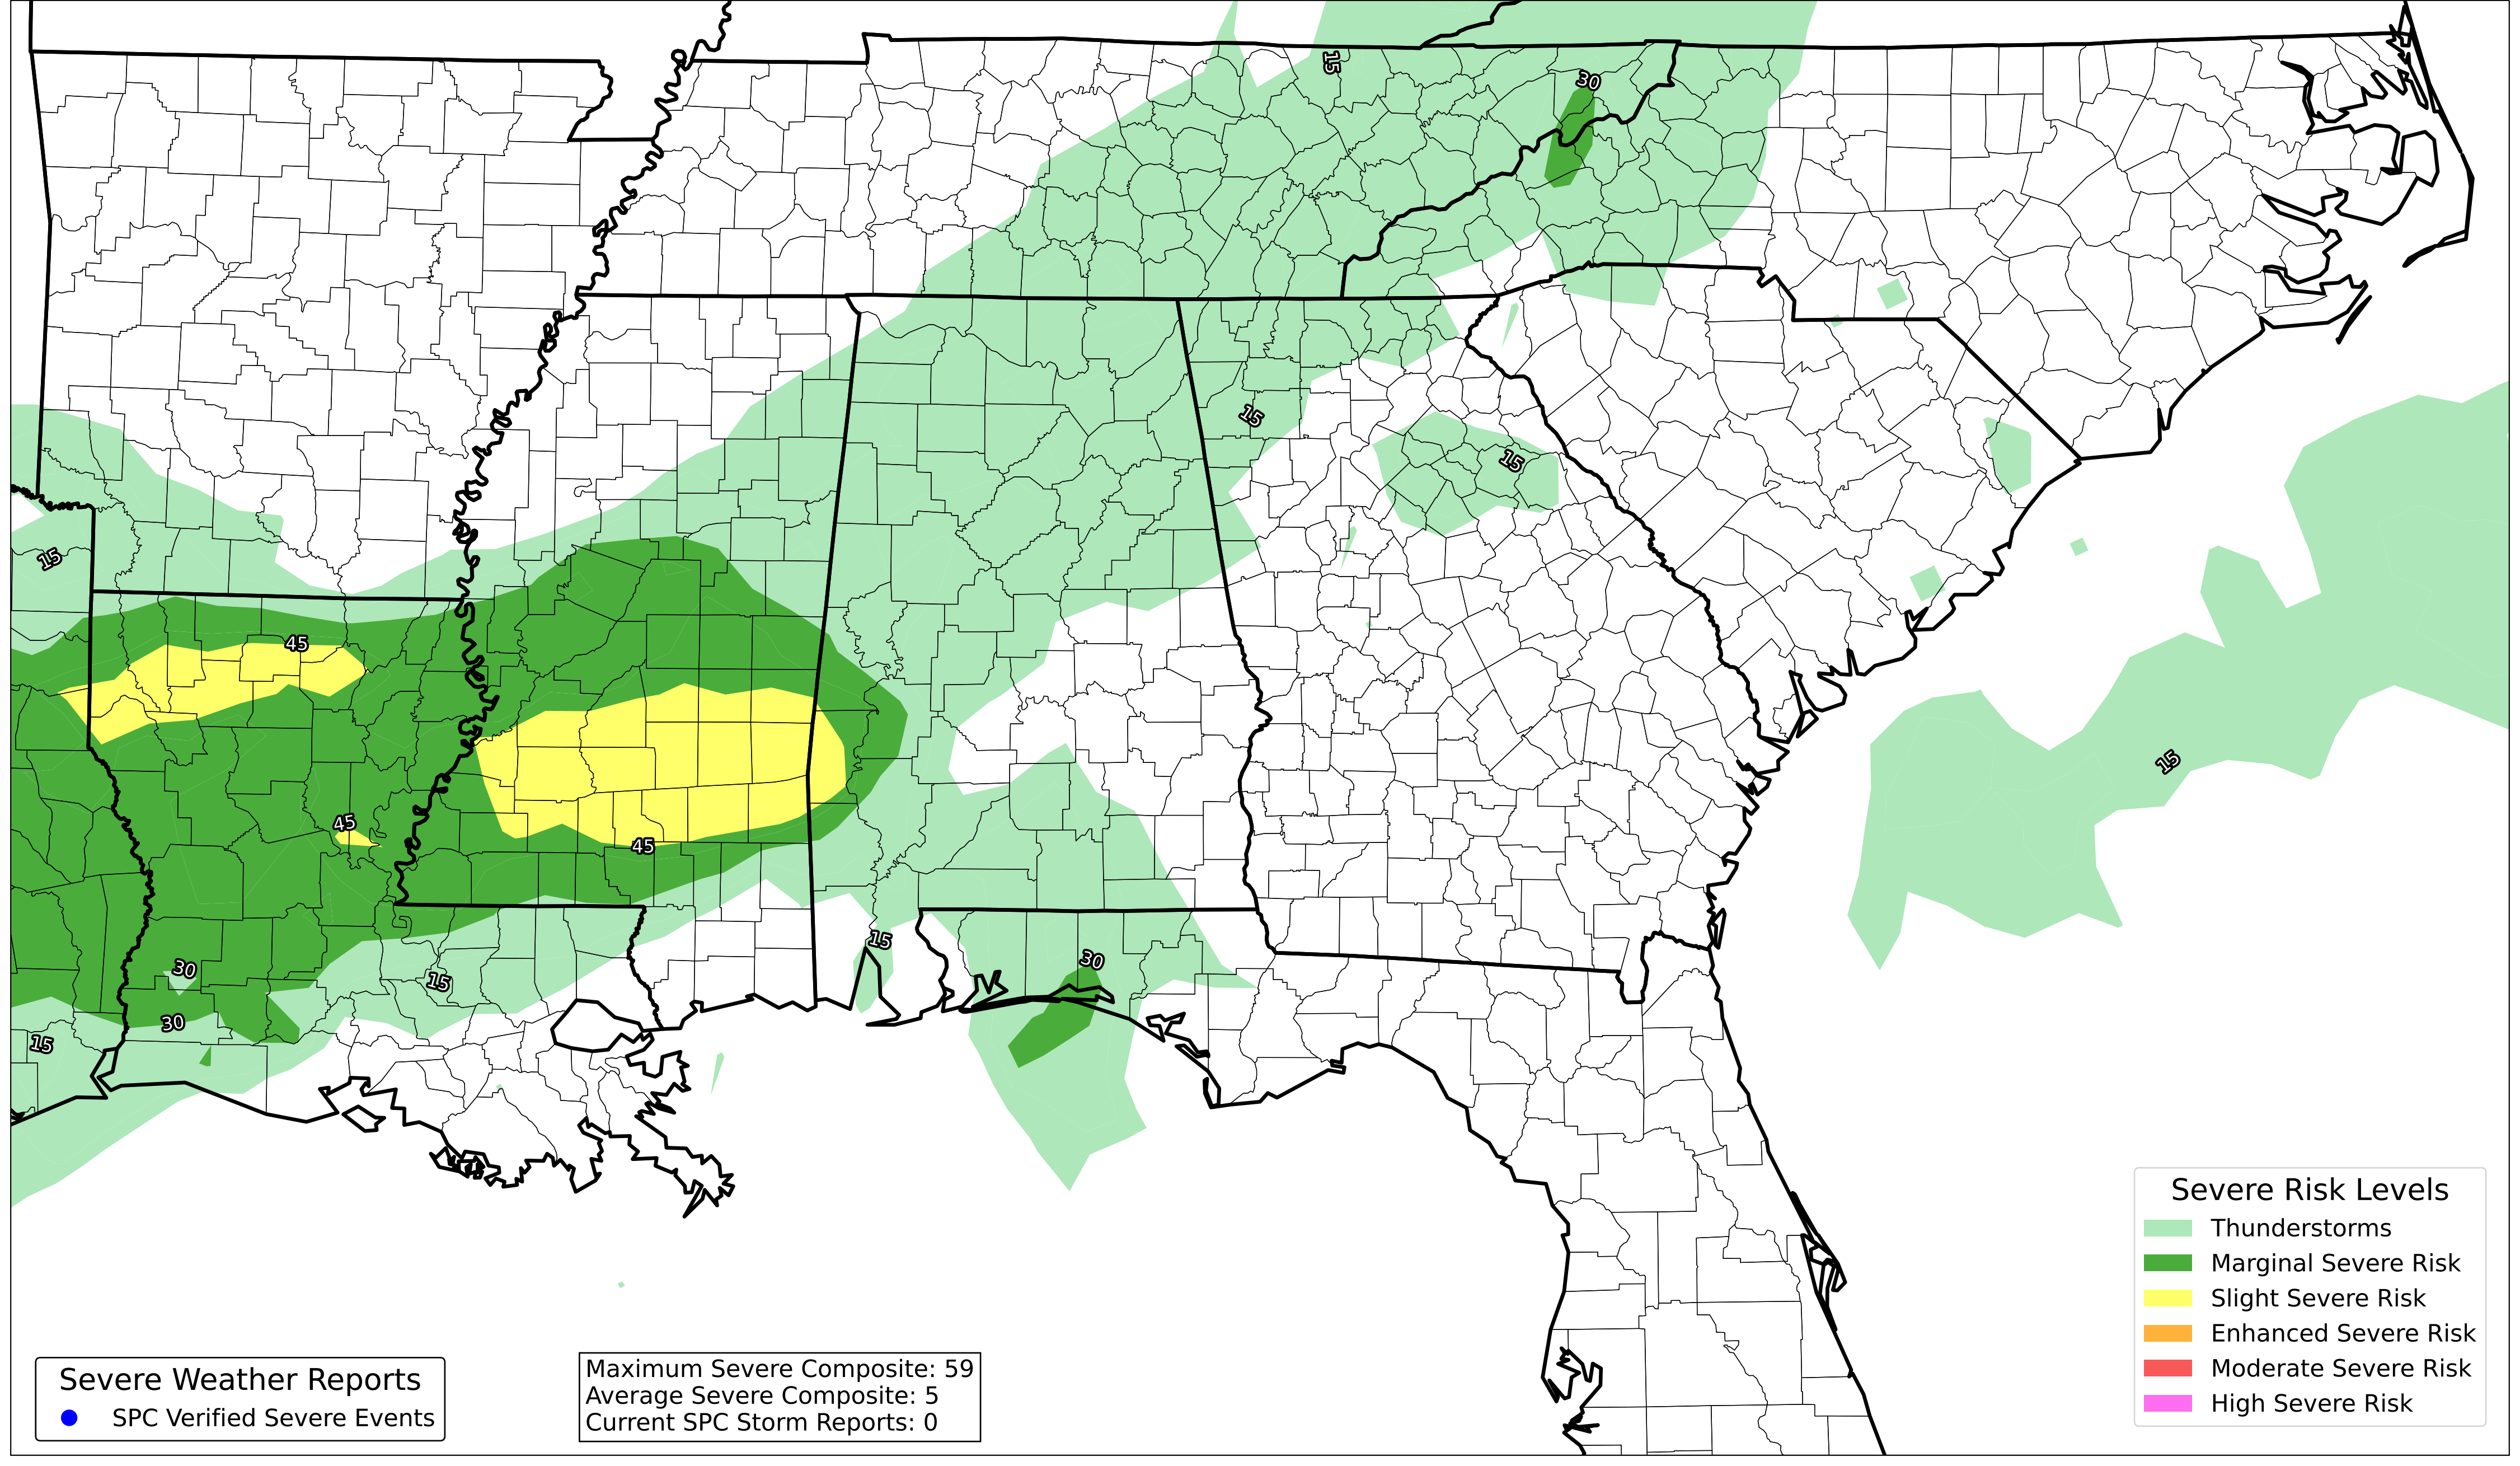 15
30
15
15
15
45
15
45
45
15
30
30
15
15
30
15
Severe Risk Levels
Thunderstorms
Marginal Severe Risk
Slight Severe Risk
Enhanced Severe Risk
Moderate Severe Risk
High Severe Risk
Severe Weather Reports
SPC Verified Severe Events
Maximum Severe Composite: 59
Average Severe Composite: 5
Current SPC Storm Reports: 0